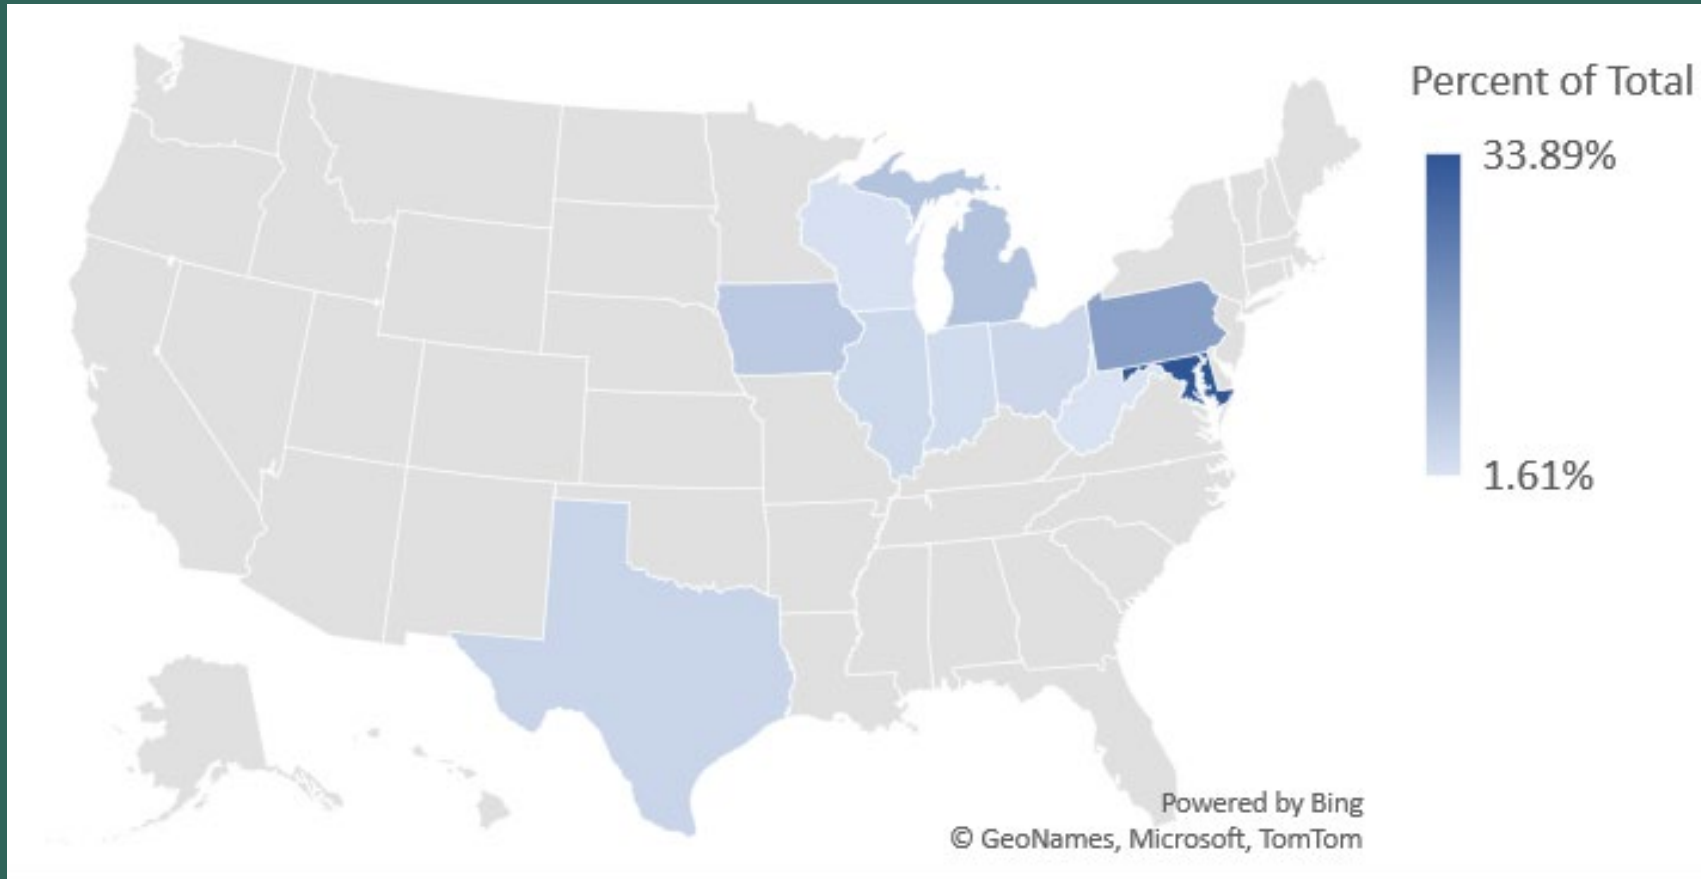 Percent of Total
33.89%
1.61%
Powered by Bing
© GeoNames, Microsoft, TomTom